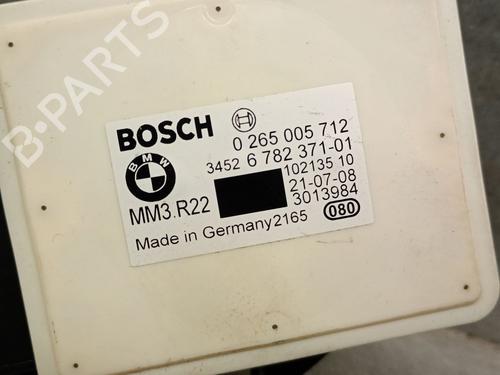 B-PARTS
BOSCH 0 265 005 712
BMW 3452 6 782 371-01
102135 10
21-07-08
MM3.R22 3013984
Made in Germany2165 080